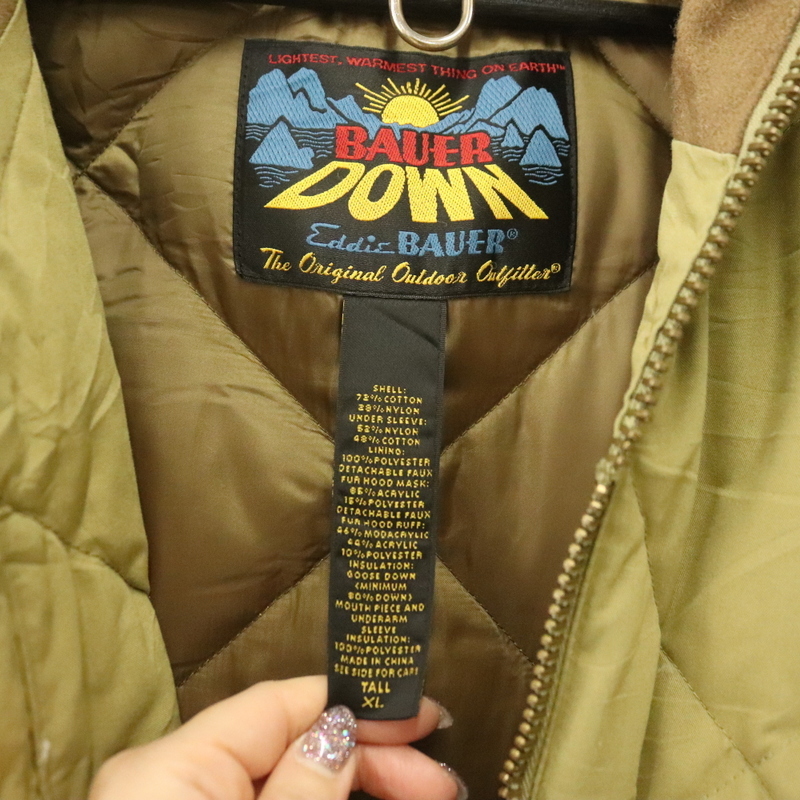 LIGHTEST, WARMEST THING ON EARTH™
BAUER
DOWN
Eddie BAUER®
The Original Outdoor Outfitter®
SHELL:
72% COTTON
28% NYLON
UNDER SLEEVE:
52% NYLON
48% COTTON
LINING:
100% POLYESTER
DETACHABLE FAUX
FUR HOOD MASK:
85% ACRYLIC
15% POLYESTER
DETACHABLE FAUX
FUR HOOD RUFF:
46% MODACRYLIC
44% ACRYLIC
10% POLYESTER
INSULATION:
GOOSE DOWN
(MINIMUM
80% DOWN)
MOUTH PIECE AND
UNDERARM
SLEEVE
INSULATION:
100% POLYESTER
MADE IN CHINA
SEE SIDE FOR CARE
TALL
XL